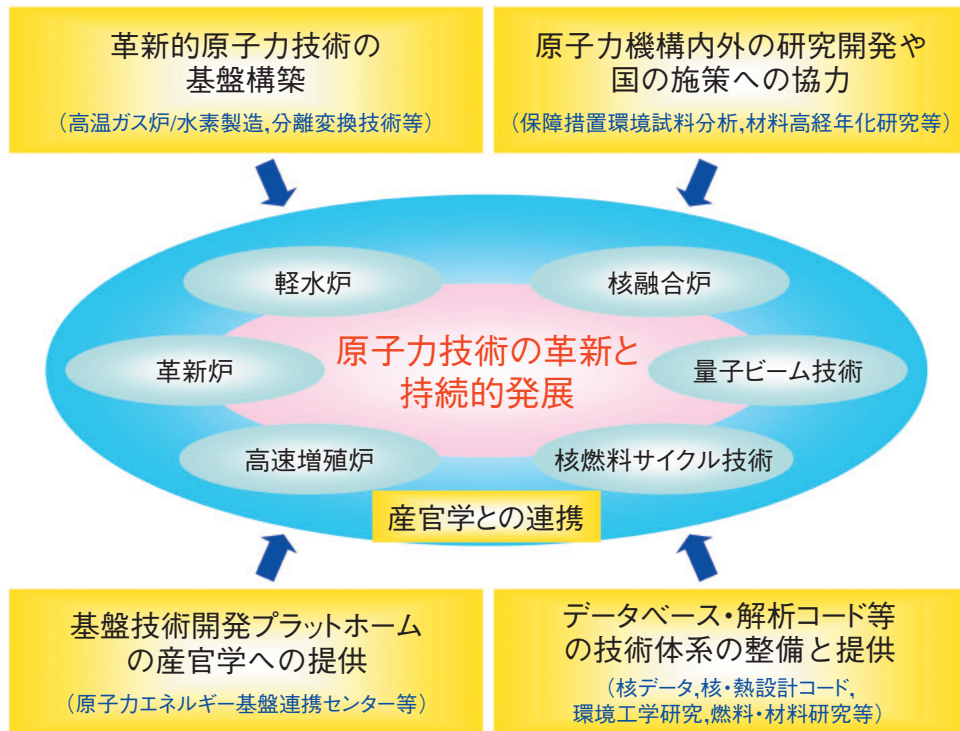 革新的原子力技術の
基盤構築
（高温ガス炉/水素製造,分離変換技術等）
原子力機構内外の研究開発や
国の施策への協力
（保障措置環境試料分析,材料高経年化研究等）
軽水炉
核融合炉
革新炉
原子力技術の革新と
持続的発展
量子ビーム技術
高速増殖炉
核燃料サイクル技術
産官学との連携
基盤技術開発プラットホーム
の産官学への提供
（原子力エネルギー基盤連携センター等）
データベース・解析コード等
の技術体系の整備と提供
（核データ,核・熱設計コード,
環境工学研究,燃料・材料研究等）